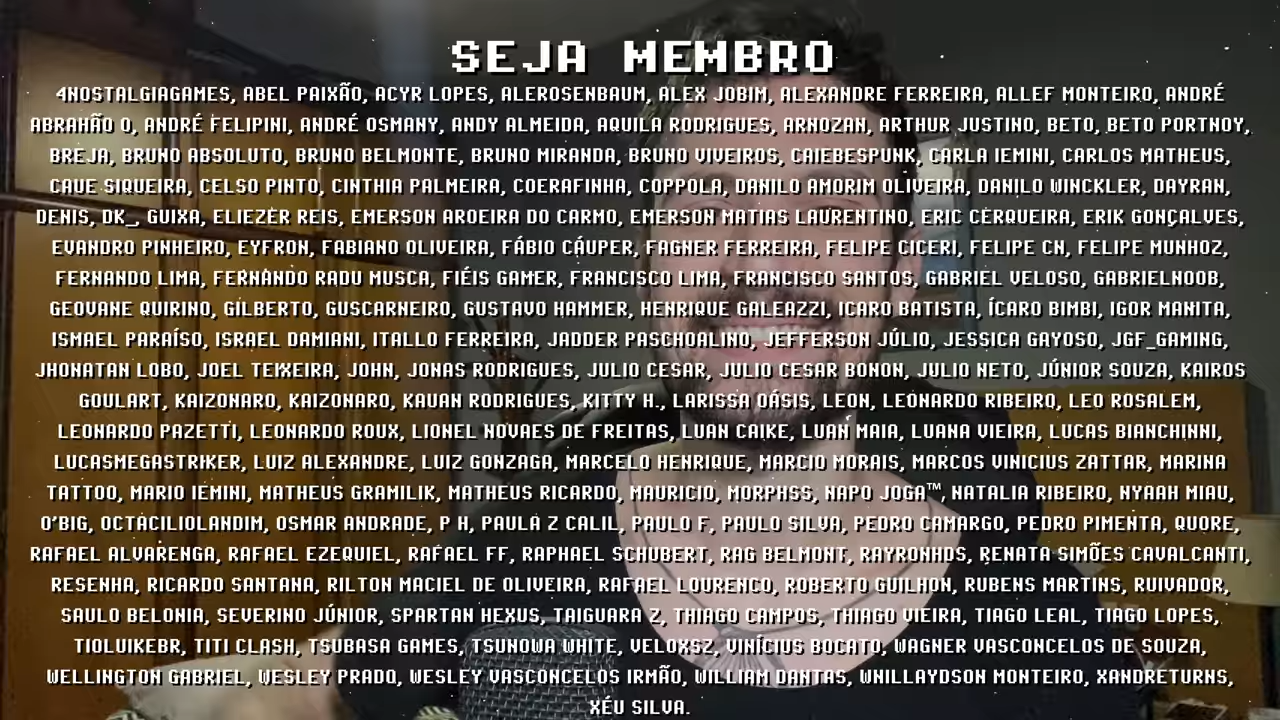 SEJA MEMBRO
4NOSTALGIAGAMES, ABEL PAIXÃO, ACYR LOPES, ALEROSENBAUM, ALEX JOBIM, ALEXANDRE FERREIRA, ALLEF MONTEIRO, ANDRÉ
ABRAHÃO O, ANDRÉ FELIPINI, ANDRÉ OSMANY, ANDY ALMEIDA, AQUILA RODRIGUES, ARNOZAN, ARTHUR JUSTINO, BETO, BETO PORTNOY,
BREJA, BRUNO ABSOLUTO, BRUNO BELMONTE, BRUNO MIRANDA, BRUNO VIVEIROS, CAIEBESPUNK, CARLA IEMINI, CARLOS MATHEUS,
CAUE SIQUEIRA, CELSO PINTO, CINTHIA PALMEIRA, COERAFINHA, COPPOLA, DANILO AMORIM OLIVEIRA, DANILO WINCKLER, DAYRAN,
DENIS, DK_, GUIXA, ELIEZER REIS, EMERSON AROEIRA DO CARMO, EMERSON MATIAS LAURENTINO, ERIC CERQUEIRA, ERIK GONÇALVES,
EVANDRO PINHEIRO, EYFRON, FABIANO OLIVEIRA, FÁBIO CÁUPER, FAGNER FERREIRA, FELIPE CICERI, FELIPE CN, FELIPE MUNHOZ,
FERNANDO LIMA, FERNANDO RADU MUSCA, FIÉIS GAMER, FRANCISCO LIMA, FRANCISCO SANTOS, GABRIEL VELOSO, GABRIELNOOB,
GEOVANE QUIRINO, GILBERTO, GUSCARNEIRO, GUSTAVO HAMMER, HENRIQUE GALEAZZI, ICARO BATISTA, ÍCARO BIMBI, IGOR MANITA,
ISMAEL PARAÍSO, ISRAEL DAMIANI, ITALLO FERREIRA, JADDER PASCHOALINO, JEFFERSON JÚLIO, JESSICA GAYOSO, JGF_GAMING,
JHONATAN LOBO, JOEL TEIXEIRA, JOHN, JONAS RODRIGUES, JULIO CESAR, JULIO CESAR BONON, JULIO NETO, JÚNIOR SOUZA, KAIROS
GOULART, KAIZONARO, KAIZONARO, KAUAN RODRIGUES, KITTY H., LARISSA OÁSIS, LEON, LEONARDO RIBEIRO, LEO ROSALEM,
LEONARDO PAZETTI, LEONARDO ROUX, LIONEL NOVAES DE FREITAS, LUAN CAIKE, LUAN MAIA, LUANA VIEIRA, LUCAS BIANCHINNI,
LUCASMEGASTRIKER, LUIZ ALEXANDRE, LUIZ GONZAGA, MARCELO HENRIQUE, MARCIO MORAIS, MARCOS VINICIUS ZATTAR, MARINA
TATTOO, MARIO IEMINI, MATHEUS GRAMILIK, MATHEUS RICARDO, MAURICIO, MORPHSS, NAPO JOGA™, NATALIA RIBEIRO, NYAAH MIAU,
O'BIG, OCTACILIOLANDIM, OSMAR ANDRADE, P H, PAULA Z CALIL, PAULO F, PAULO SILVA, PEDRO CAMARGO, PEDRO PIMENTA, QUORE,
RAFAEL ALVARENGA, RAFAEL EZEQUIEL, RAFAEL FF, RAPHAEL SCHUBERT, RAG BELMONT, RAYRONHDS, RENATA SIMÕES CAVALCANTI,
RESENHA, RICARDO SANTANA, RILTON MACIEL DE OLIVEIRA, RAFAEL LOURENCO, ROBERTO GUILHON, RUBENS MARTINS, RUIVADOR,
SAULO BELONIA, SEVERINO JÚNIOR, SPARTAN HEXUS, TAIGUARA Z, THIAGO CAMPOS, THIAGO VIEIRA, TIAGO LEAL, TIAGO LOPES,
TIOLUIKEBR, TITI CLASH, TSUBASA GAMES, TSUNOWA WHITE, VELOXSZ, VINÍCIUS BOCATO, WAGNER VASCONCELOS DE SOUZA,
WELLINGTON GABRIEL, WESLEY PRADO, WESLEY VASCONCELOS IRMÃO, WILLIAM DANTAS, WNILLAYDSON MONTEIRO, XANDRETURNS,
XÉU SILVA.